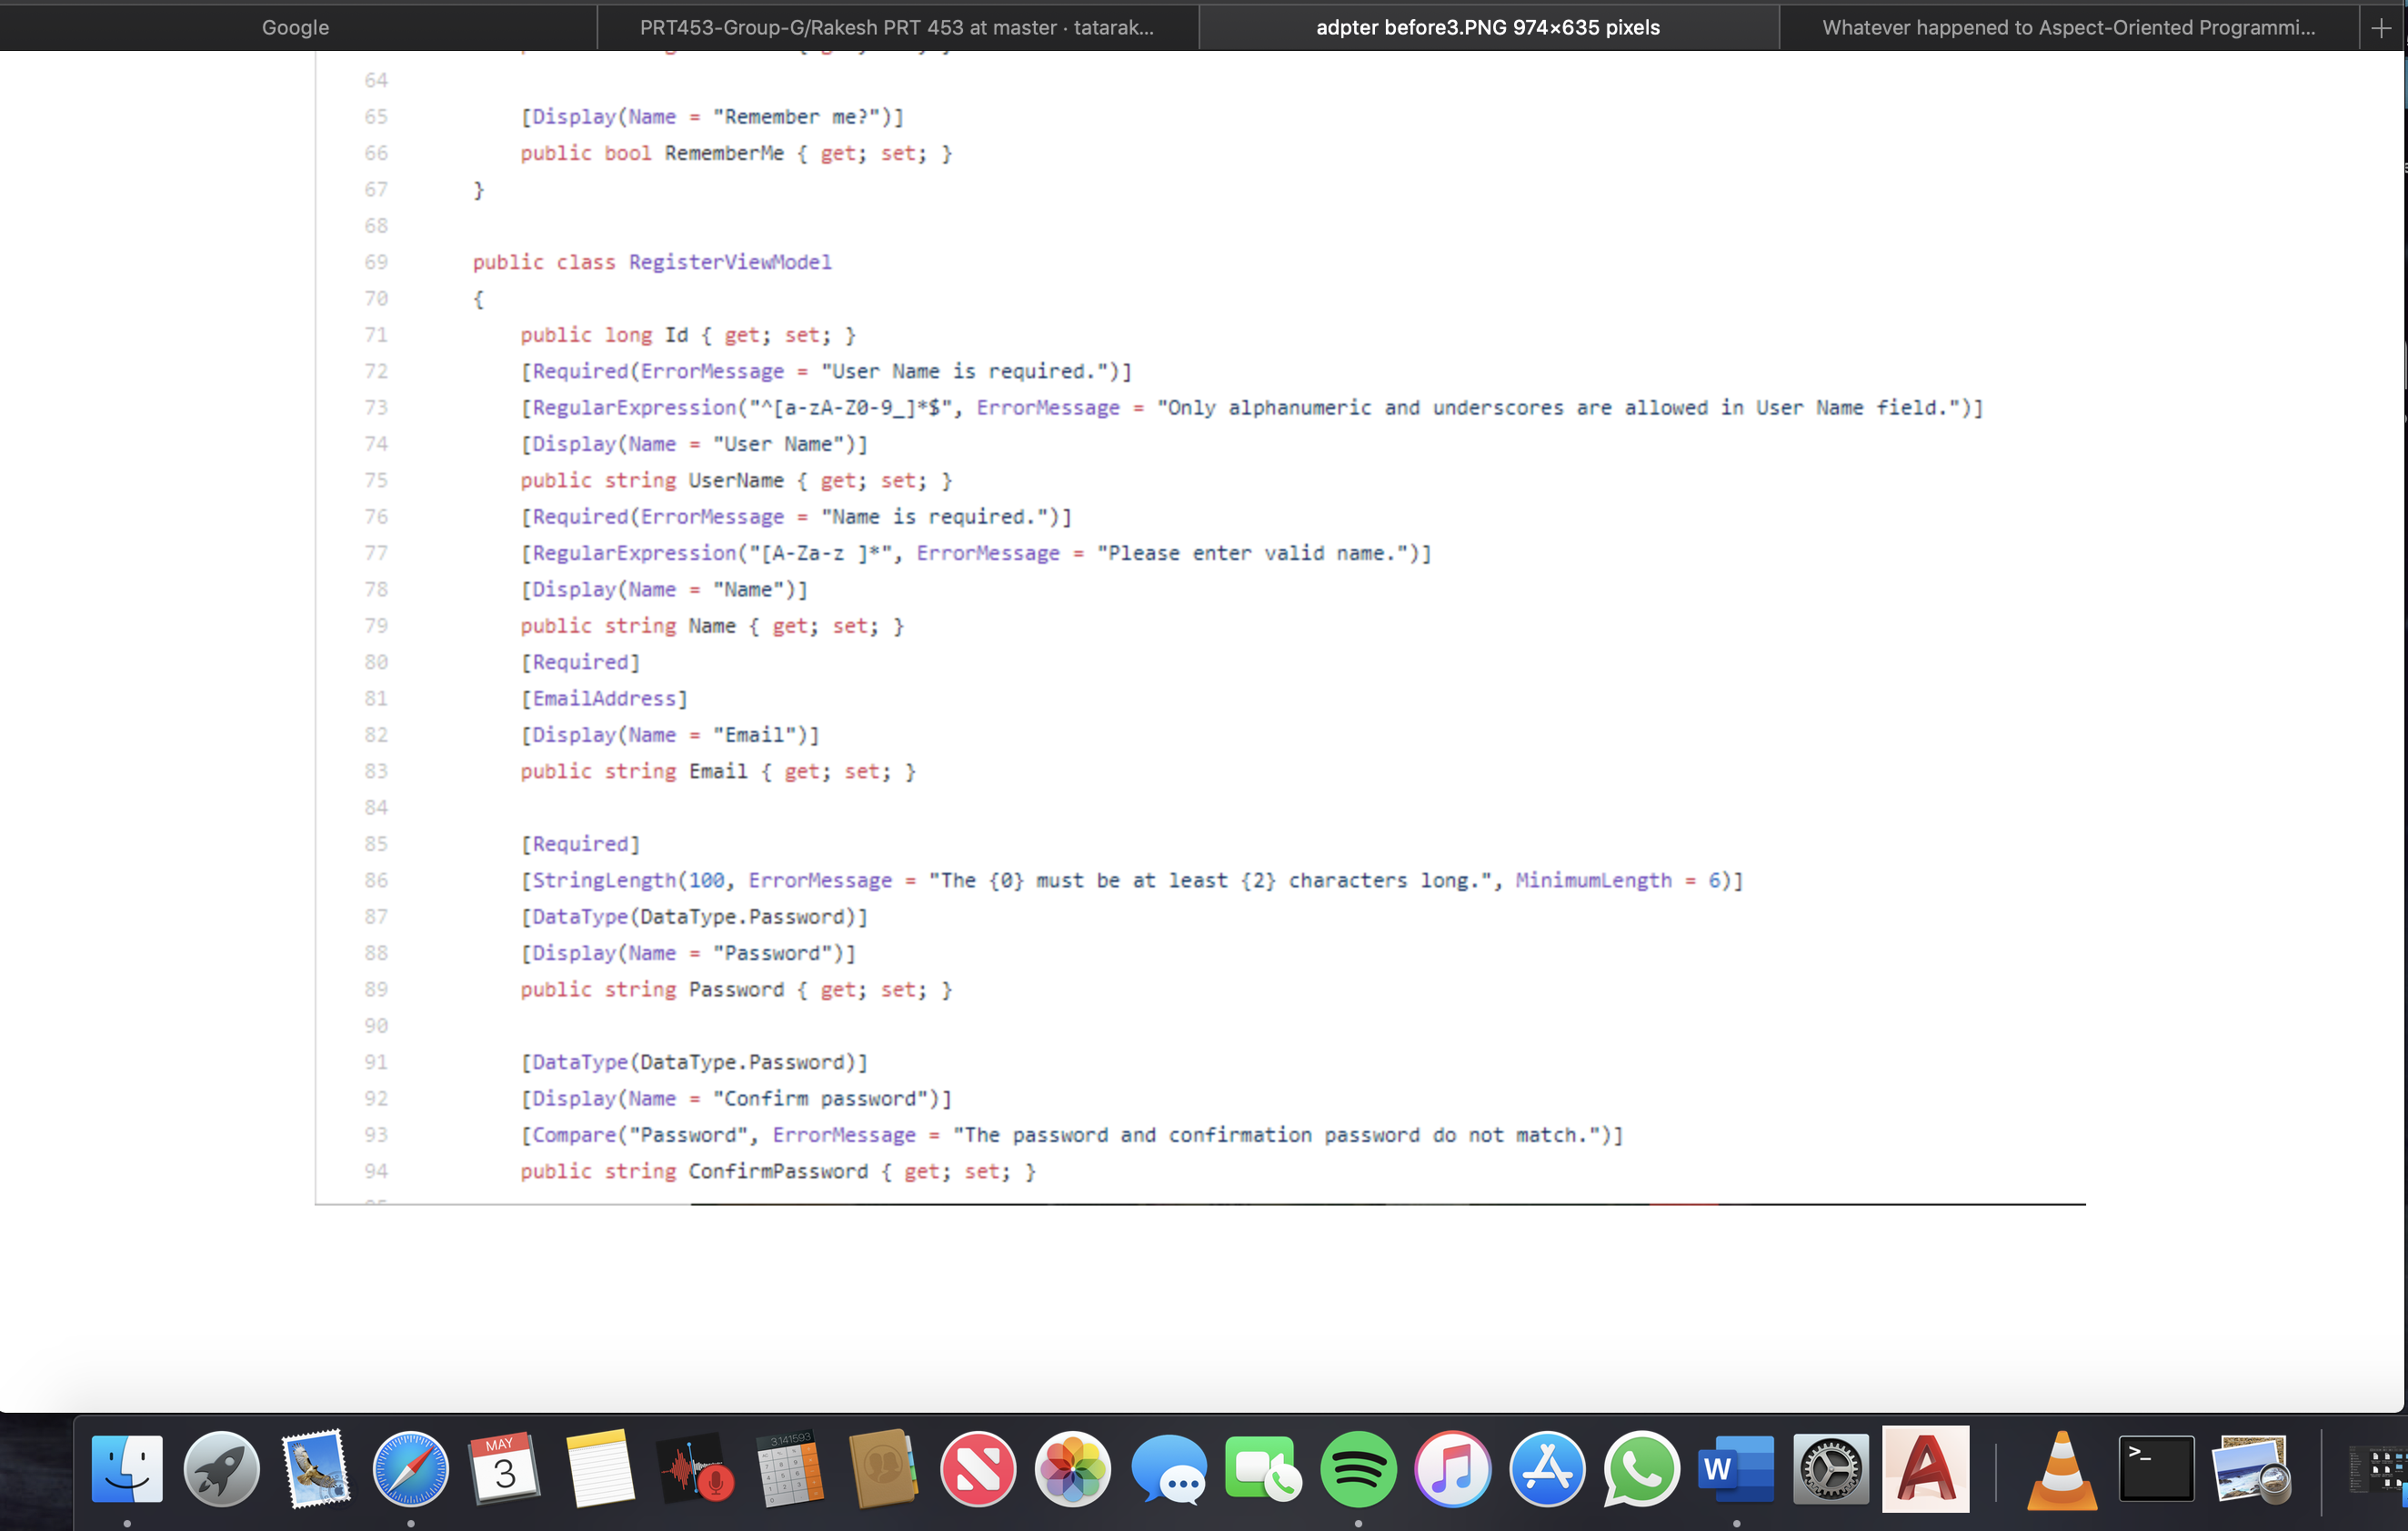 Google
PRT453-Group-G/Rakesh PRT 453 at master · tatarak...
adpter before3.PNG 974×635 pixels
Whatever happened to Aspect-Oriented Programmi...
64
65 [Display(Name = "Remember me?")]
66 public bool RememberMe { get; set; }
67 }
68
69 public class RegisterViewModel
70 {
71 public long Id { get; set; }
72 [Required(ErrorMessage = "User Name is required.")]
73 [RegularExpression("^[a-zA-Z0-9_]*$", ErrorMessage = "Only alphanumeric and underscores are allowed in User Name field.")]
74 [Display(Name = "User Name")]
75 public string UserName { get; set; }
76 [Required(ErrorMessage = "Name is required.")]
77 [RegularExpression("[A-Za-z ]*", ErrorMessage = "Please enter valid name.")]
78 [Display(Name = "Name")]
79 public string Name { get; set; }
80 [Required]
81 [EmailAddress]
82 [Display(Name = "Email")]
83 public string Email { get; set; }
84
85 [Required]
86 [StringLength(100, ErrorMessage = "The {0} must be at least {2} characters long.", MinimumLength = 6)]
87 [DataType(DataType.Password)]
88 [Display(Name = "Password")]
89 public string Password { get; set; }
90
91 [DataType(DataType.Password)]
92 [Display(Name = "Confirm password")]
93 [Compare("Password", ErrorMessage = "The password and confirmation password do not match.")]
94 public string ConfirmPassword { get; set; }
MAY
3
3.141593
W
>_